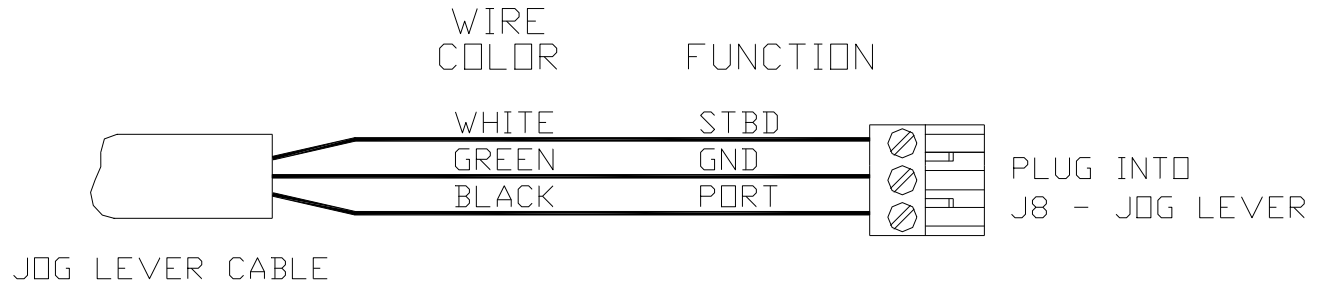 WIRE
COLOR
FUNCTION
WHITE STBD
GREEN GND
BLACK PORT
PLUG INTO
J8 - JOG LEVER
JOG LEVER CABLE